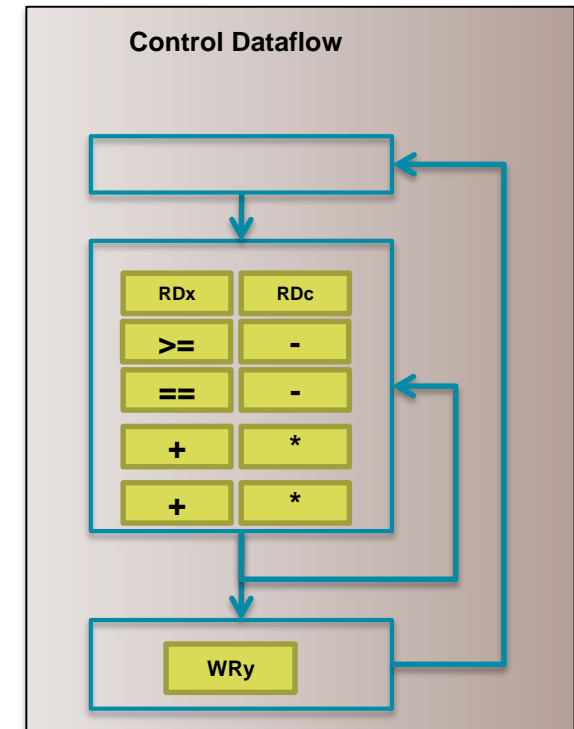 Control Dataflow
RDx RDc
>= -
== -
+ *
+ *
WRy